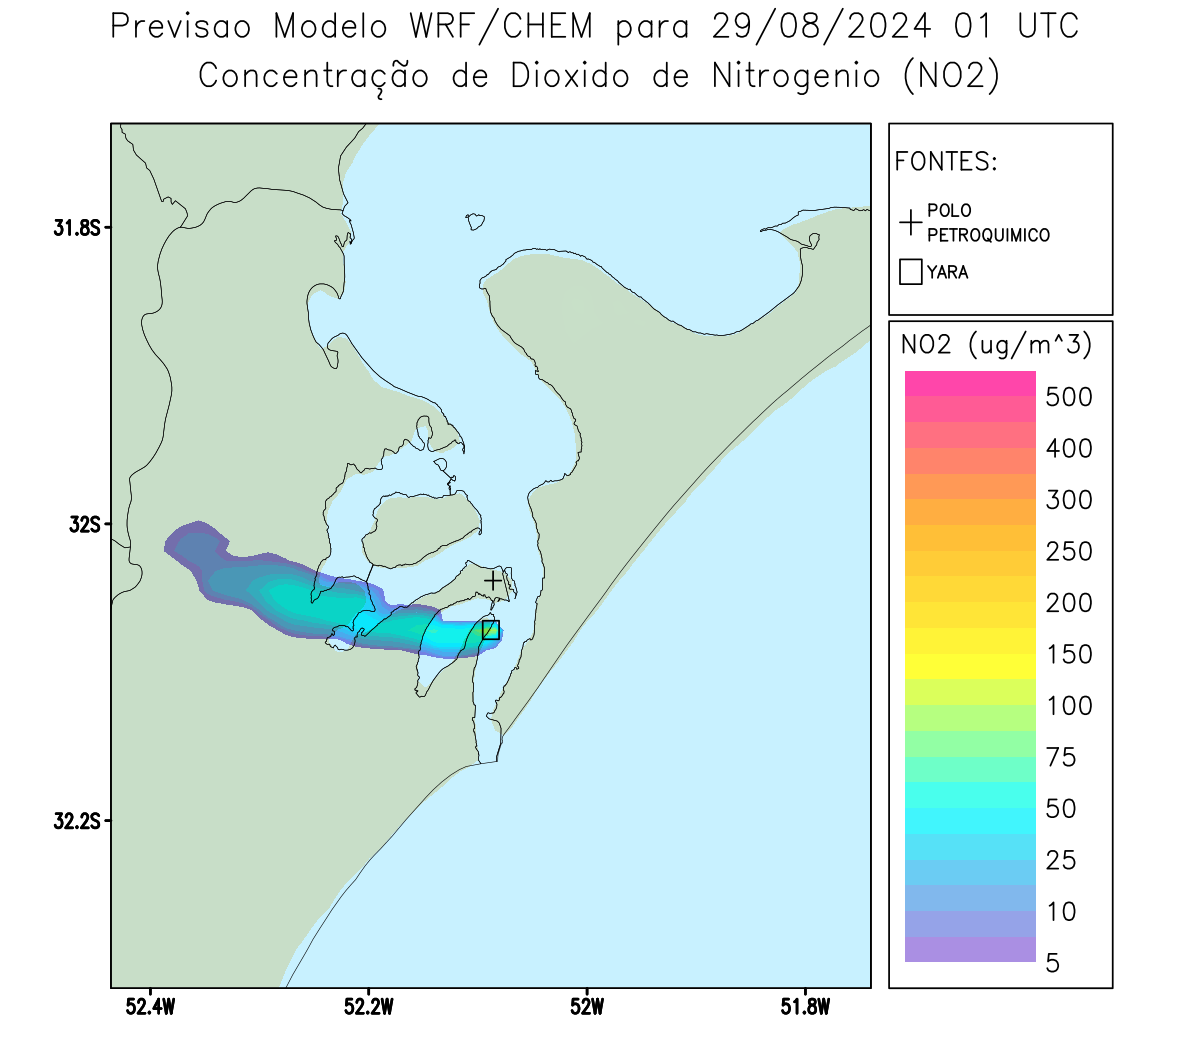 Previsao Modelo WRF/CHEM para 29/08/2024 01 UTC
Concentração de Dioxido de Nitrogenio (NO2)
FONTES:
POLO
PETROQUIMICO
YARA
NO2 (ug/m^3)
500
400
300
250
200
150
100
75
50
25
10
5
31.8S
32S
32.2S
52.4W
52.2W
52W
51.8W